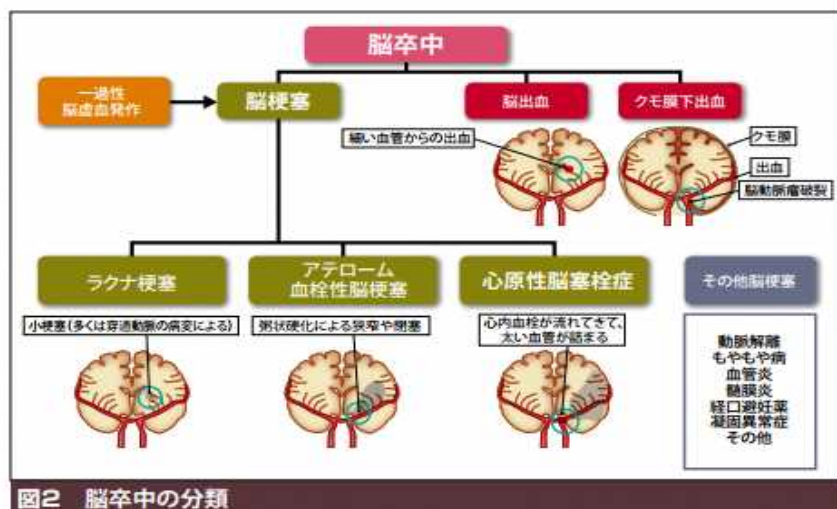 脳卒中
一過性
脳虚血発作
脳梗塞
脳出血
クモ膜下出血
細い血管からの出血
クモ膜
出血
脳動脈瘤破裂
ラクナ梗塞
アテローム
血栓性脳梗塞
心原性脳塞栓症
その他脳梗塞
小梗塞(多くは穿通動脈の病変による)
粥状硬化による狭窄や閉塞
心内血栓が流れてきて、
太い血管が詰まる
動脈解離
もやもや病
血管炎
髄膜炎
経口避妊薬
凝固異常症
その他
図2 脳卒中の分類